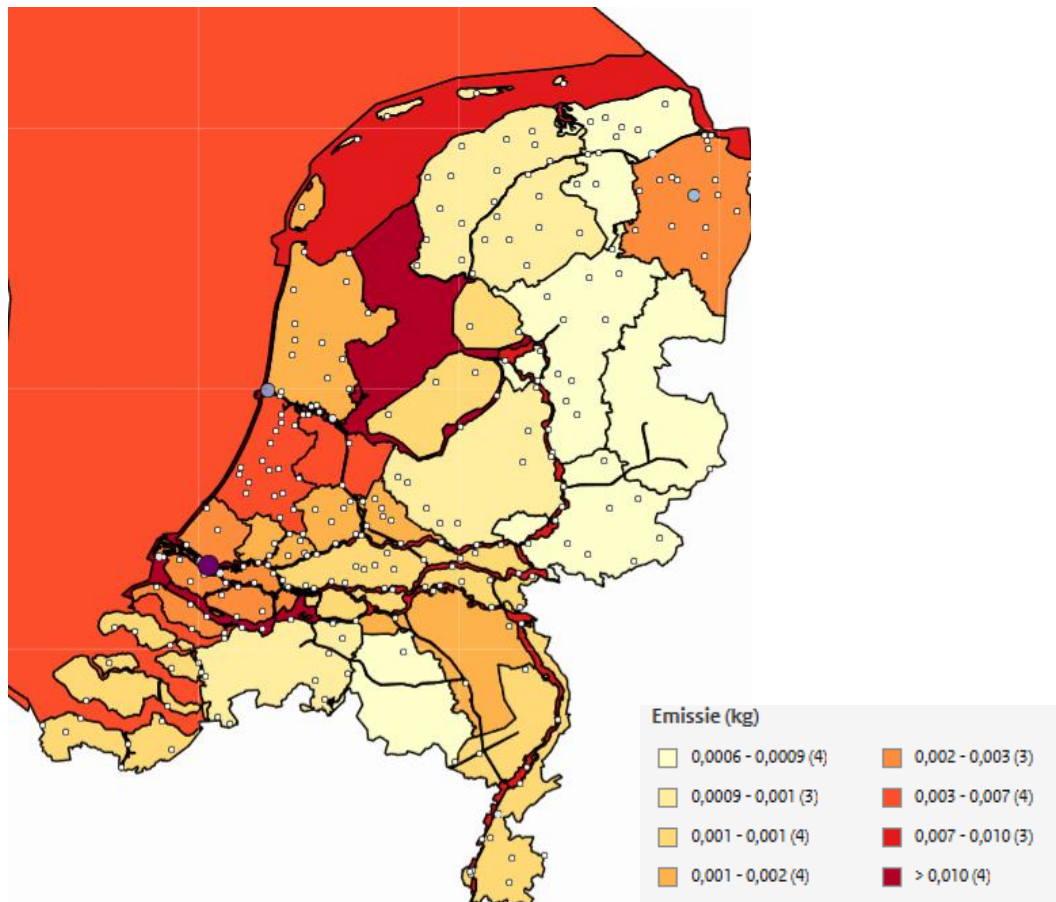 Emissie (kg)
0,0006 - 0,0009 (4)
0,0009 - 0,001 (3)
0,001 - 0,001 (4)
0,001 - 0,002 (4)
0,002 - 0,003 (3)
0,003 - 0,007 (4)
0,007 - 0,010 (3)
> 0,010 (4)